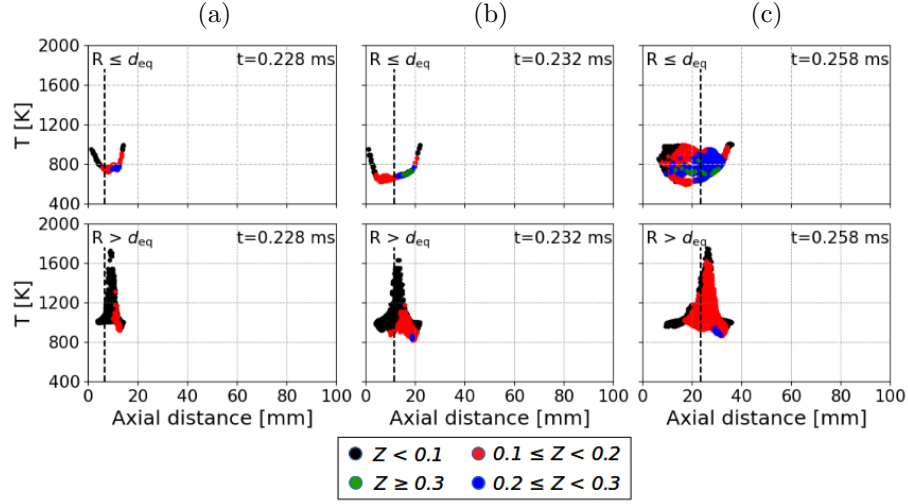 (a) (b) (c)
2000 R ≤ d_eq t=0.228 ms R ≤ d_eq t=0.232 ms R ≤ d_eq t=0.258 ms
1600
T [K]
1200
800
400
2000 R > d_eq t=0.228 ms R > d_eq t=0.232 ms R > d_eq t=0.258 ms
1600
T [K]
1200
800
400
0 20 40 60 80 100 0 20 40 60 80 100 0 20 40 60 80 100
Axial distance [mm] Axial distance [mm] Axial distance [mm]
Z < 0.1 0.1 ≤ Z < 0.2
Z ≥ 0.3 0.2 ≤ Z < 0.3